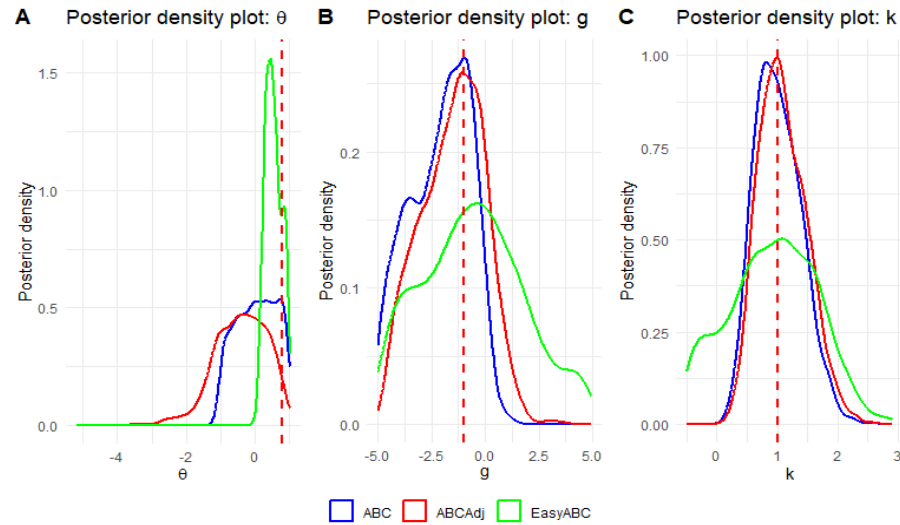 A Posterior density plot: θ
Posterior density
1.5
1.0
0.5
0.0
-4
0
θ
B Posterior density plot: g
Posterior density
0.2
0.1
0.0
-5.0
-2.5
0.0
2.5
5.0
g
C Posterior density plot: k
Posterior density
1.00
0.75
0.50
0.25
0.00
0
1
2
3
k
ABC ABCAdj EasyABC